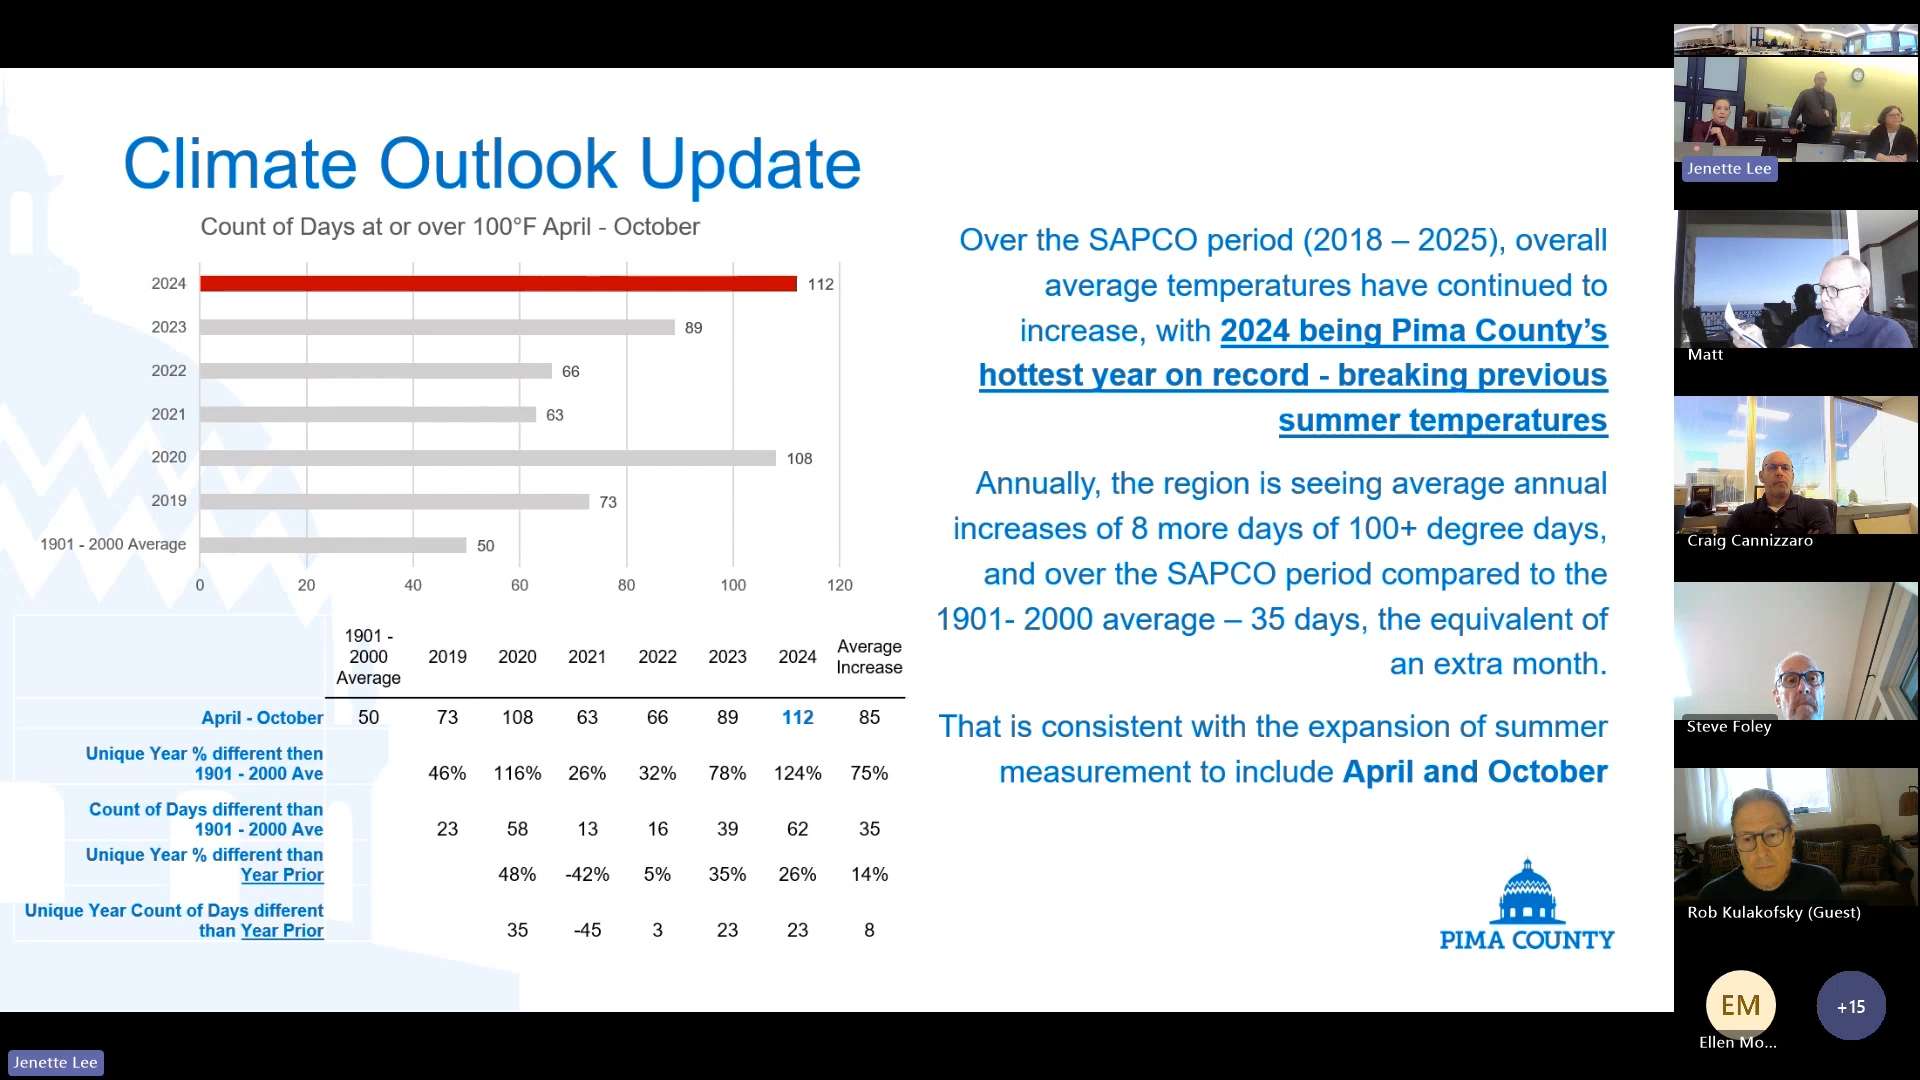 Climate Outlook Update
Count of Days at or over 100°F April - October
2024
112
2023
89
2022
66
2021
63
2020
108
2019
73
1901 - 2000 Average
50
0 20 40 60 80 100 120
1901 -
2000
Average
2019 2020 2021 2022 2023 2024
Average
Increase
April - October 50 73 108 63 66 89 112 85
Unique Year % different then
1901 - 2000 Ave 46% 116% 26% 32% 78% 124% 75%
Count of Days different than
1901 - 2000 Ave 23 58 13 16 39 62 35
Unique Year % different than
Year Prior 48% -42% 5% 35% 26% 14%
Unique Year Count of Days different
than Year Prior 35 -45 3 23 23 8
Over the SAPCO period (2018 – 2025), overall
average temperatures have continued to
increase, with 2024 being Pima County’s
hottest year on record - breaking previous
summer temperatures
Annually, the region is seeing average annual
increases of 8 more days of 100+ degree days,
and over the SAPCO period compared to the
1901- 2000 average – 35 days, the equivalent of
an extra month.
That is consistent with the expansion of summer
measurement to include April and October
PIMA COUNTY
Jenette Lee
Matt
Craig Cannizzaro
Steve Foley
Rob Kulakofsky (Guest)
EM
Ellen Mo...
+15
Jenette Lee